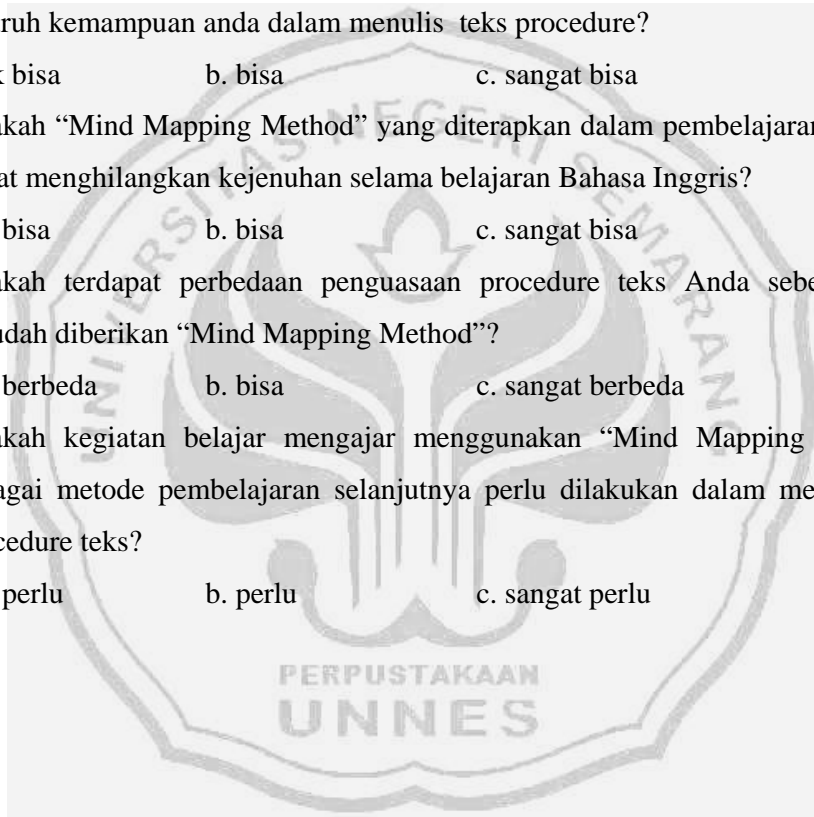 ruh kemampuan anda dalam menulis teks procedure?
bisa b. bisa c. sangat bisa
akah “Mind Mapping Method” yang diterapkan dalam pembelajaran
at menghilangkan kejenuhan selama belajaran Bahasa Inggris?
bisa b. bisa c. sangat bisa
akah terdapat perbedaan penguasaan procedure teks Anda sebe
udah diberikan “Mind Mapping Method”?
berbeda b. bisa c. sangat berbeda
akah kegiatan belajar mengajar menggunakan “Mind Mapping
agai metode pembelajaran selanjutnya perlu dilakukan dalam me
cedure teks?
perlu b. perlu c. sangat perlu
UNIVERSITAS NEGERI SEMARANG
PERPUSTAKAAN
UNNES